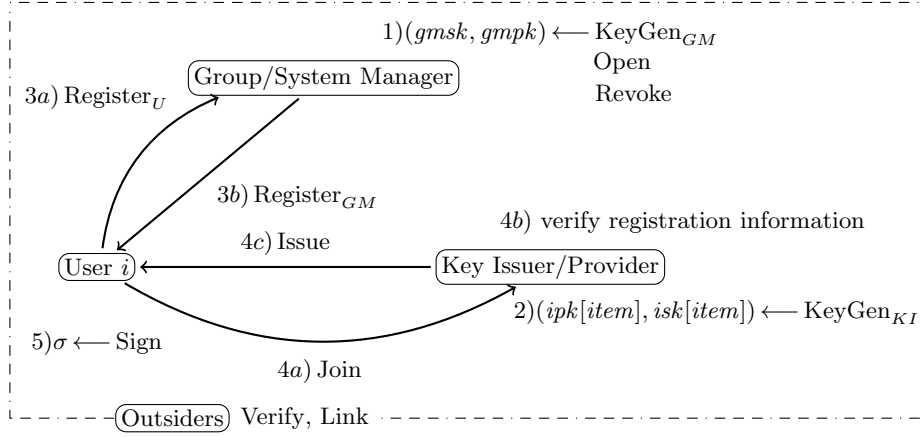 1)(gmsk, gmpk) ⟵ KeyGen_GM
Open
Revoke
Group/System Manager
3a) Register_U
3b) Register_GM
4b) verify registration information
4c) Issue
User i
Key Issuer/Provider
2)(ipk[item], isk[item]) ⟵ KeyGen_KI
5)σ ⟵ Sign
4a) Join
Outsiders Verify, Link